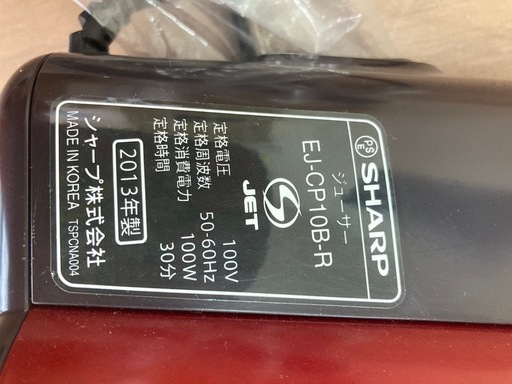 PSE SHARP
ジューサー
EJ-CP10B-R
JET
定格電圧 100V
定格周波数 50-60Hz
定格消費電力 100W
定格時間 30分
2013年製
シャープ株式会社
MADE IN KOREA TSPCNA004